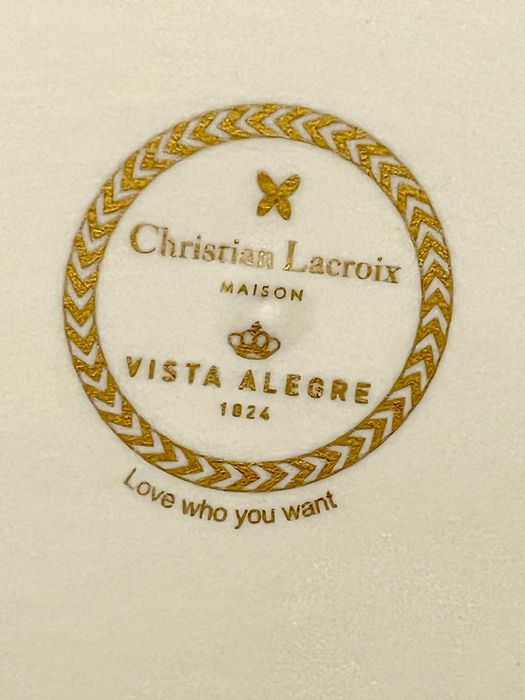 Christian Lacroix
MAISON
VISTA ALEGRE
1824
Love who you want